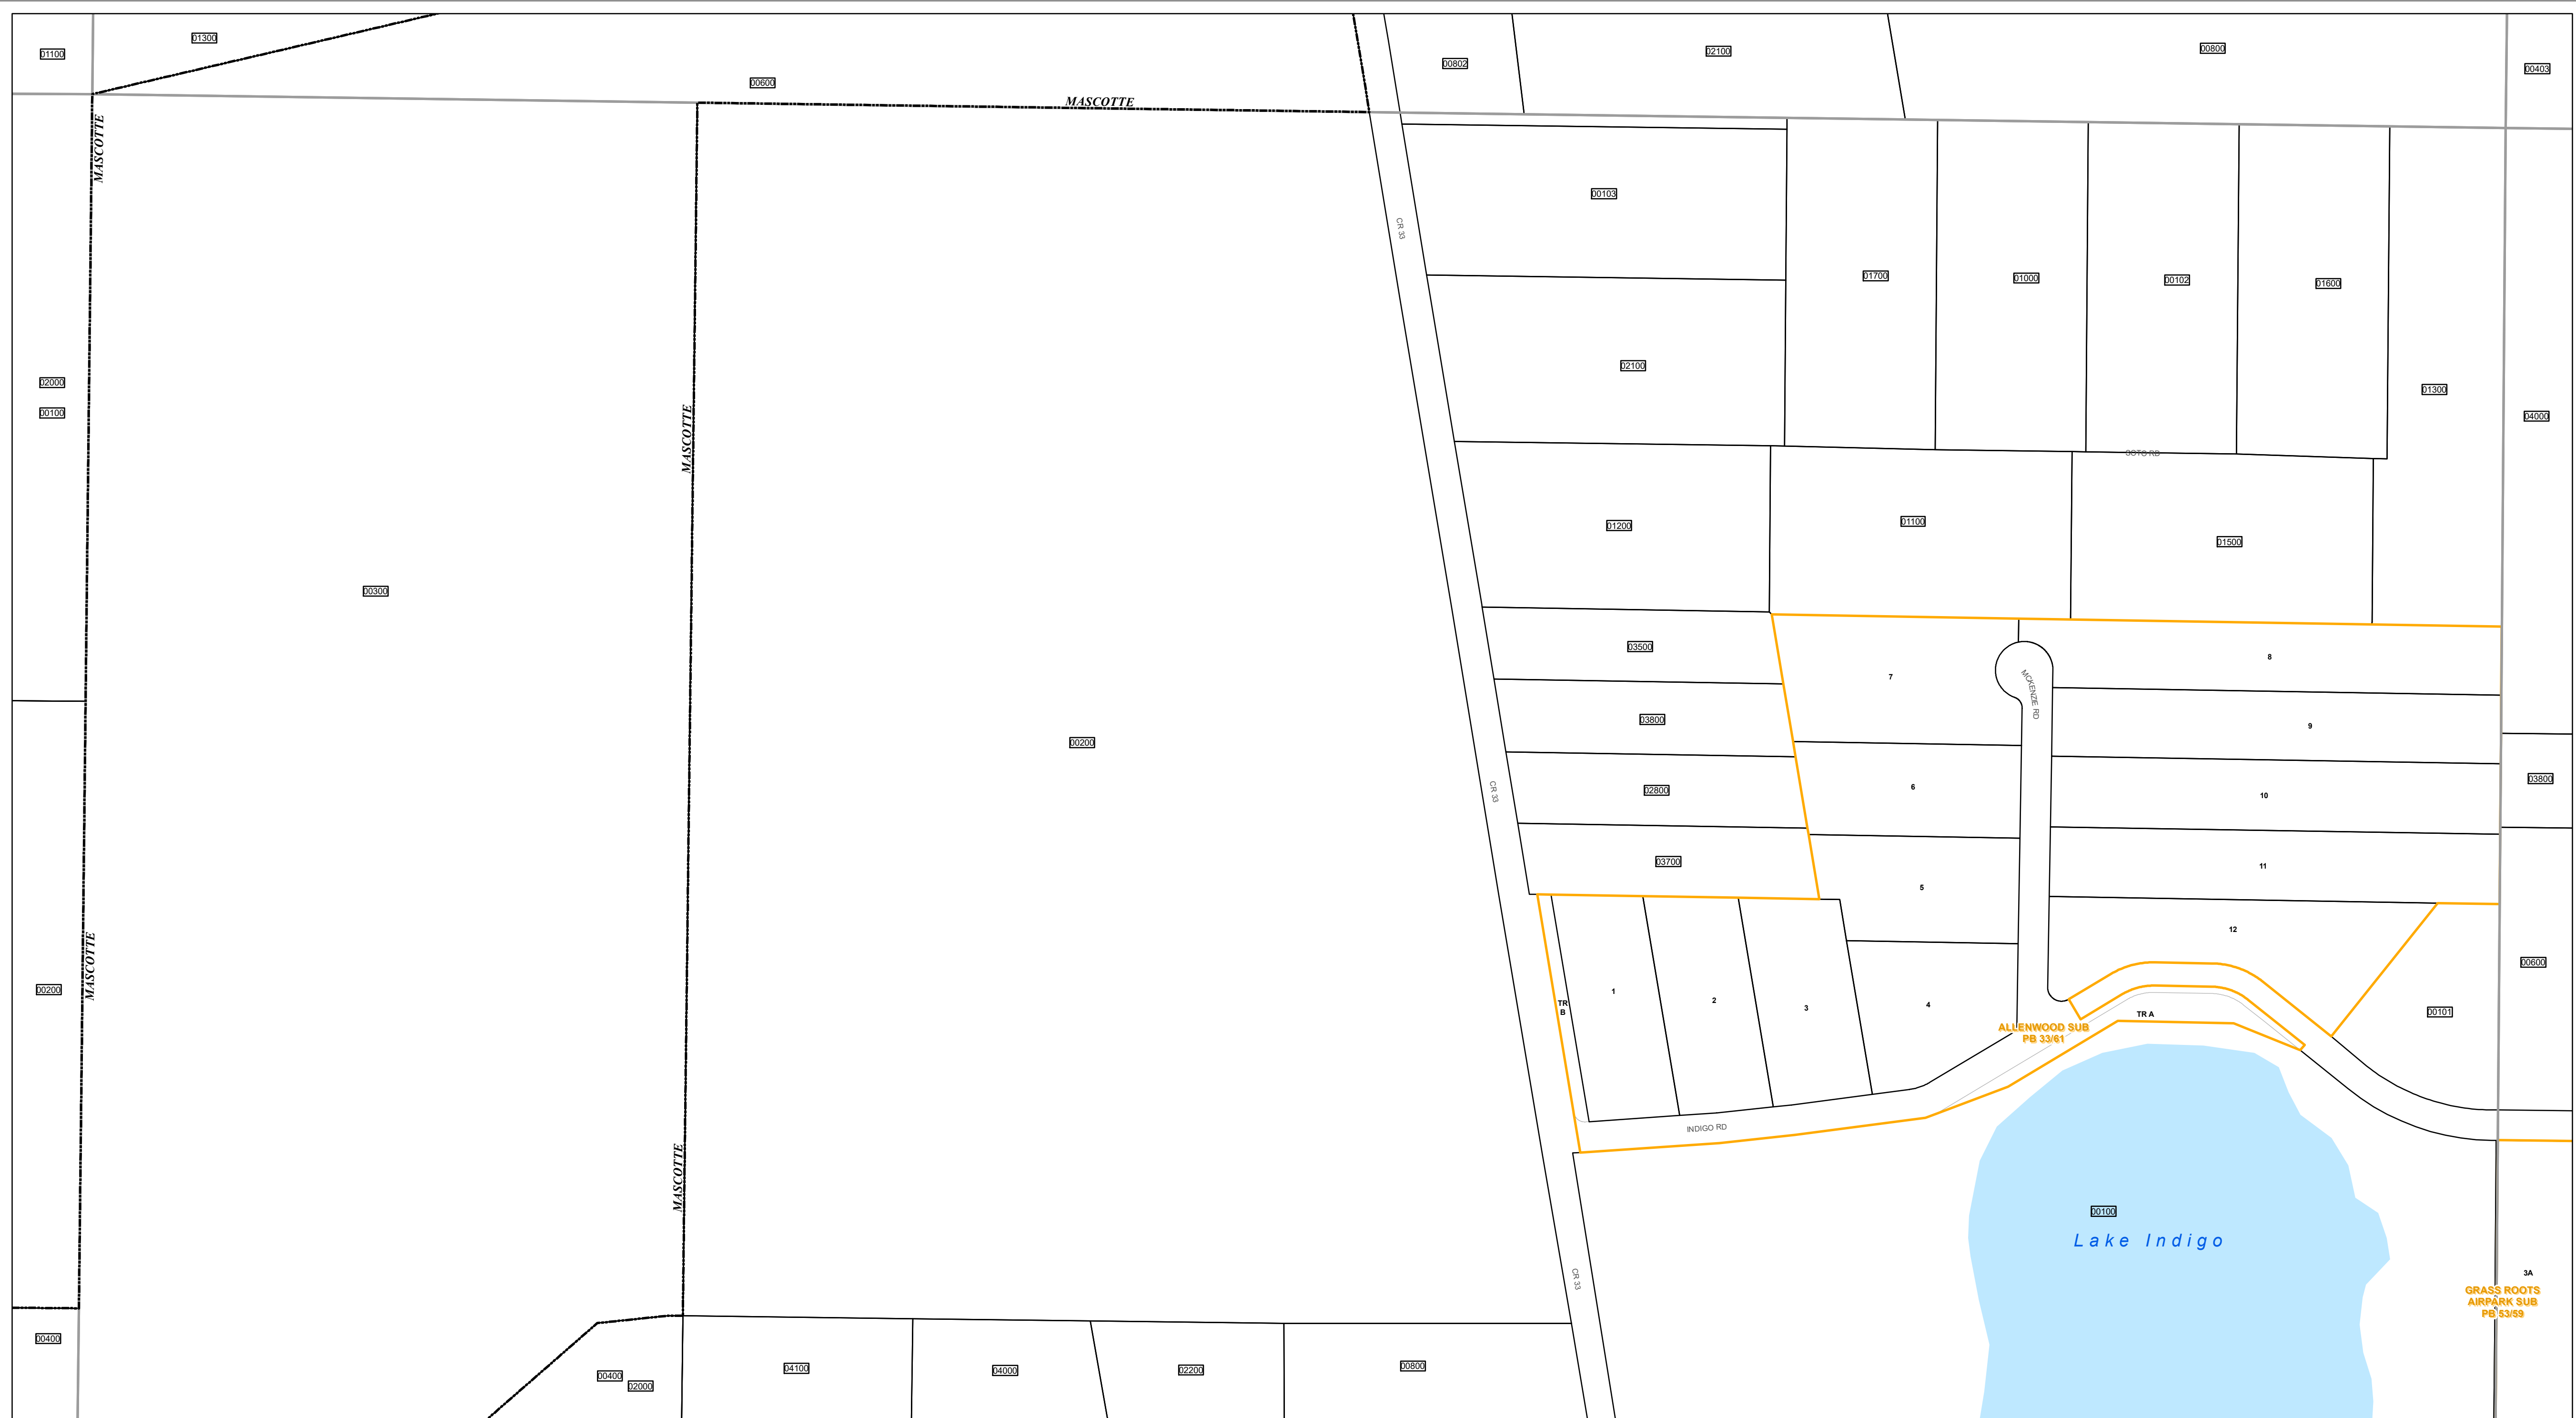 01300
00800
02100
01100
00802
00403
00600
MASCOTTE
MASCOTTE
00103
CR 33
01700
01000
00102
01600
02100
02000
01300
00100
04000
MASCOTTE
SOTO RD
01200
01100
01500
00300
03500
8
7
MCKENZIE RD
03800
9
00200
03800
6
02800
10
CR 33
03700
11
5
12
MASCOTTE
00600
00200
1
2
3
4
TR
B
00101
TR A
ALLENWOOD SUB
PB 33/61
INDIGO RD
MASCOTTE
00100
Lake Indigo
3A
CR 33
GRASS ROOTS
AIRPARK SUB
PB 53/59
00400
00400
02000
04100
04000
02200
00800